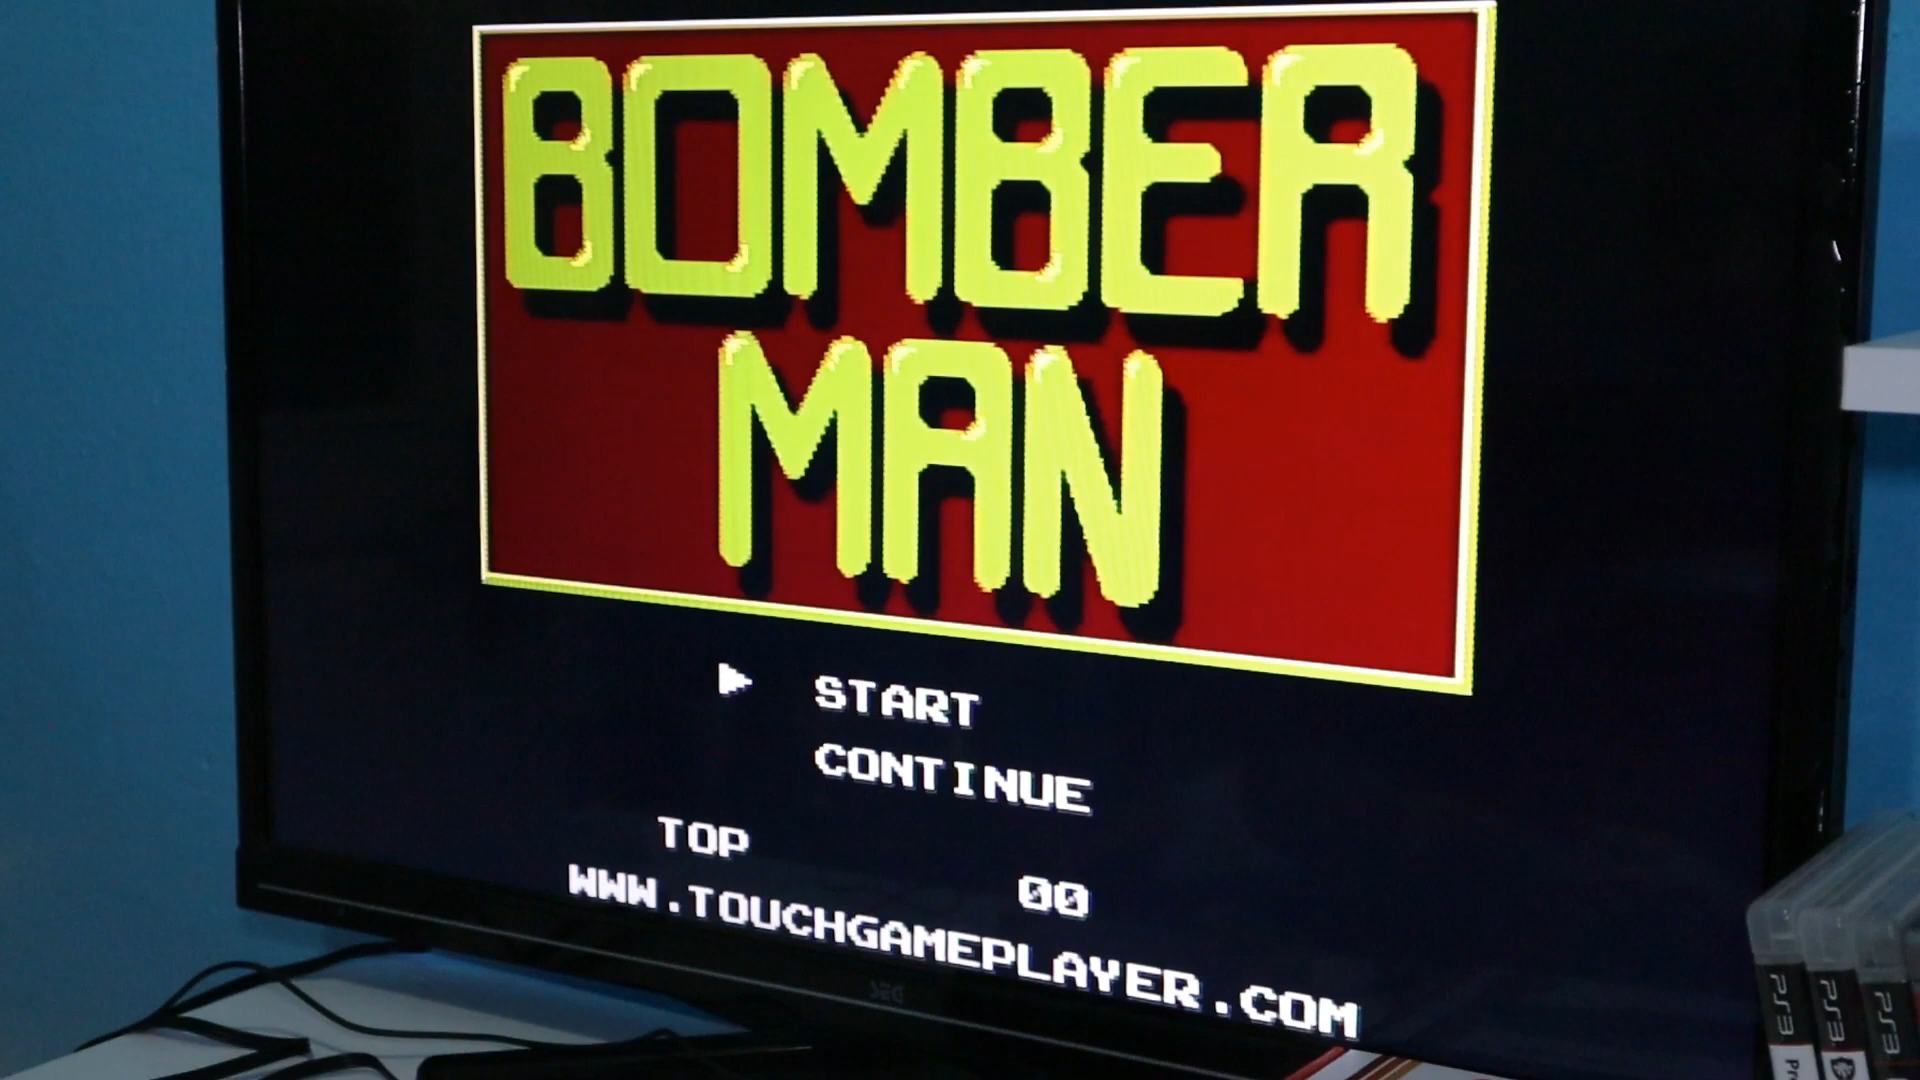 BOMBER
MAN
START
CONTINUE
TOP 00
WWW.TOUCHGAMEPLAYER.COM
PS3
PS3
PS3